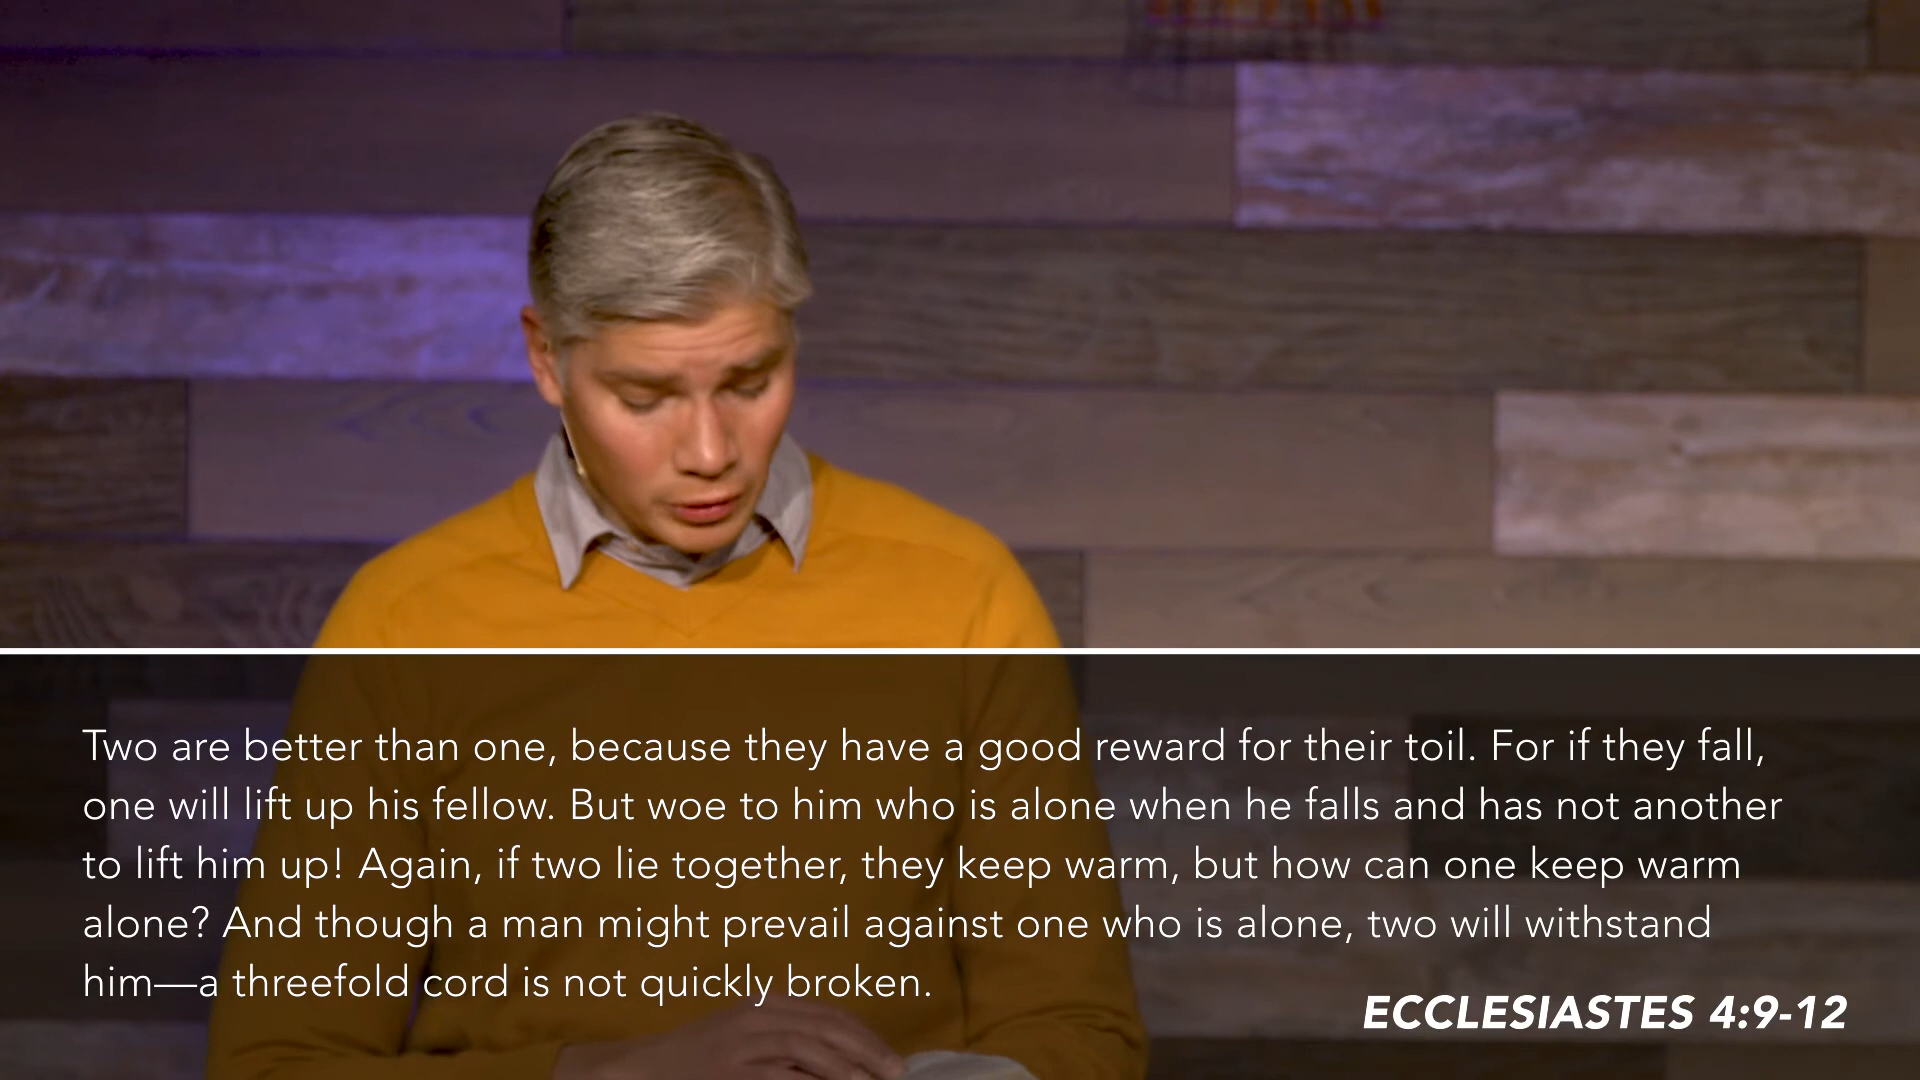 Two are better than one, because they have a good reward for their toil. For if they fall,
one will lift up his fellow. But woe to him who is alone when he falls and has not another
to lift him up! Again, if two lie together, they keep warm, but how can one keep warm
alone? And though a man might prevail against one who is alone, two will withstand
him—a threefold cord is not quickly broken.
ECCLESIASTES 4:9-12